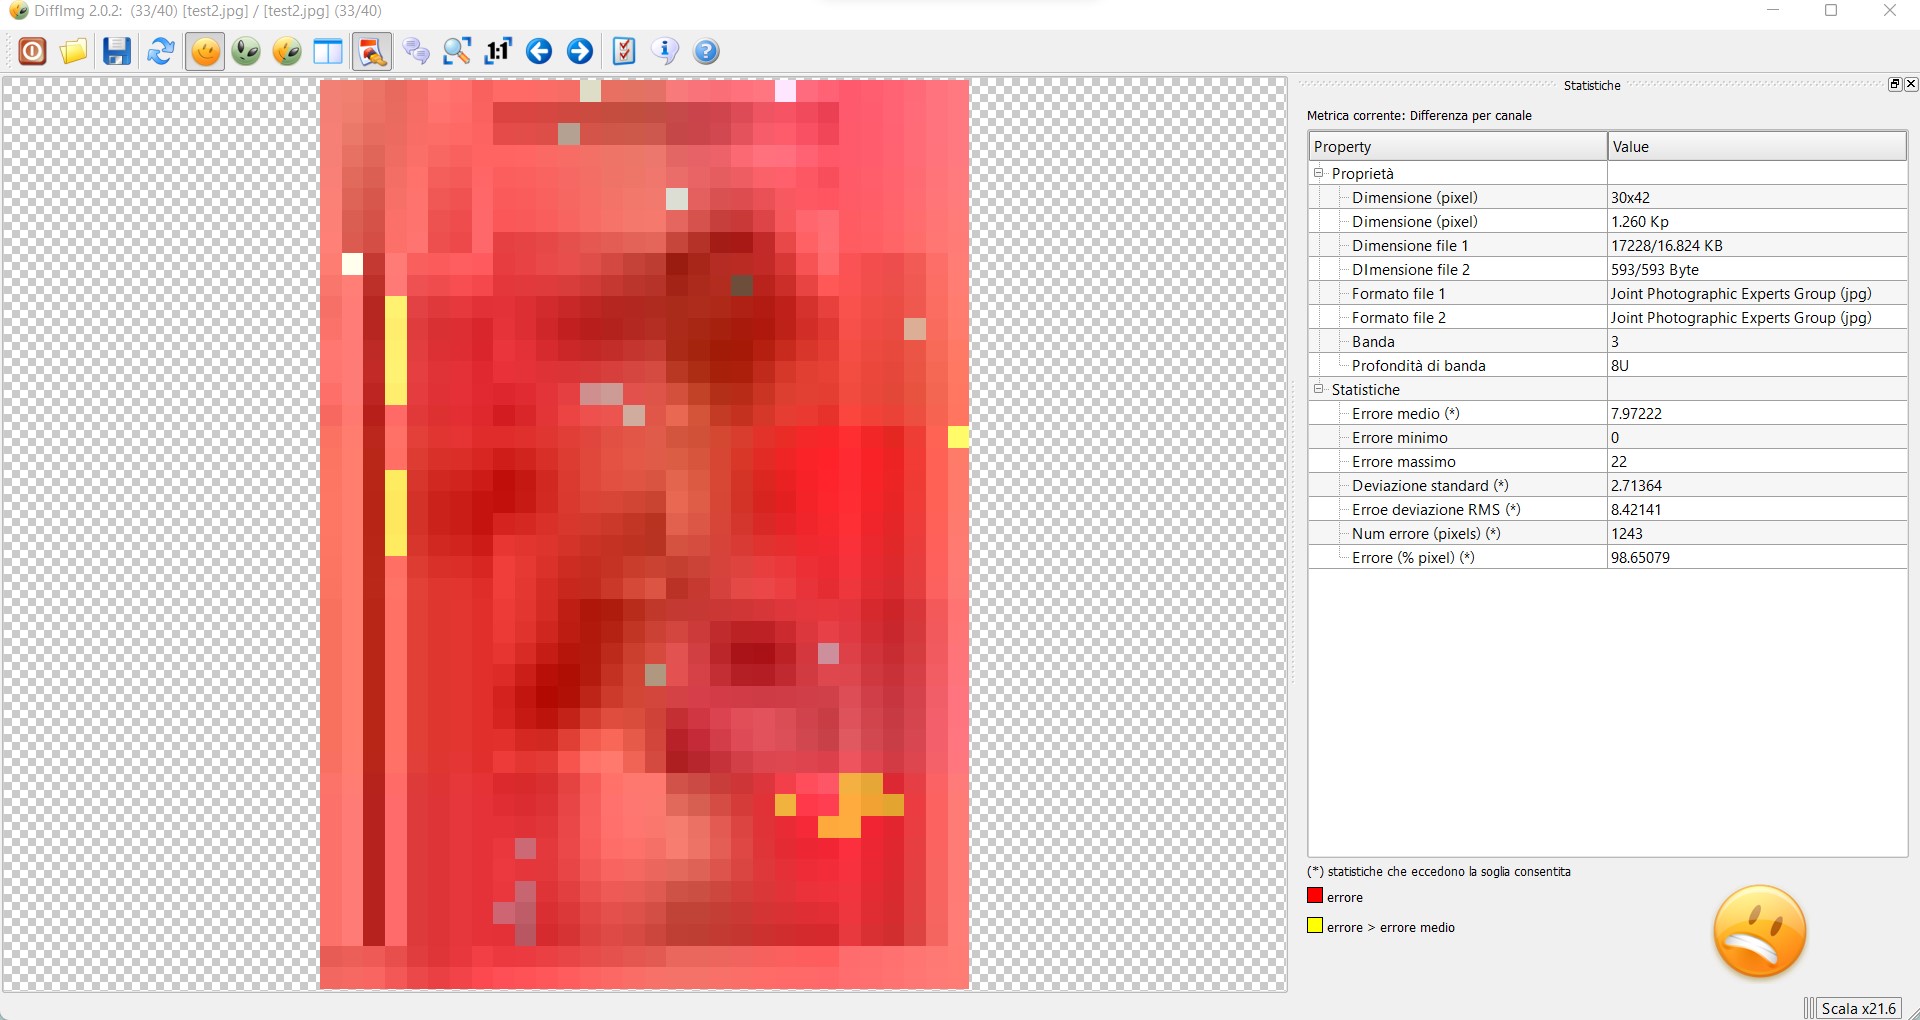 DiffImg 2.0.2: (33/40) [test2.jpg] / [test2.jpg] (33/40)
1:1
Statistiche
Metrica corrente: Differenza per canale
Property Value
Proprietà
Dimensione (pixel) 30x42
Dimensione (pixel) 1.260 Kp
Dimensione file 1 17228/16.824 KB
DImensione file 2 593/593 Byte
Formato file 1 Joint Photographic Experts Group (jpg)
Formato file 2 Joint Photographic Experts Group (jpg)
Banda 3
Profondità di banda 8U
Statistiche
Errore medio (*) 7.97222
Errore minimo 0
Errore massimo 22
Deviazione standard (*) 2.71364
Erroe deviazione RMS (*) 8.42141
Num errore (pixels) (*) 1243
Errore (% pixel) (*) 98.65079
(*) statistiche che eccedono la soglia consentita
errore
errore > errore medio
Scala x21.6